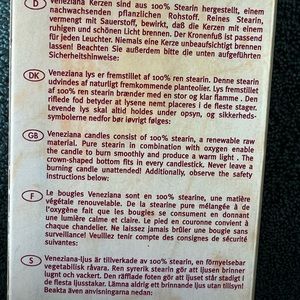 D Veneziana Kerzen sind aus 100% Stearin hergestellt, einem
nachwachsenden pflanzlichen Rohstoff. Reines Stearin,
vermengt mit Sauerstoff, bewirkt, daß die Kerzen mit einem
ruhigen und schönen Licht brennen. Der Kronenfuß ist passend
für jeden Leuchter. Niemals eine Kerze unbeaufsichtigt brennen
lassen! Beachten Sie außerdem bitte die unten aufgeführten
Sicherheitshinweise:
DK Veneziana lys er fremstillet af 100% ren stearin. Denne stearin
udvindes af naturligt fremkommende planteolier. Lys fremstillet
af 100% ren stearin brænder med en stor og klar flamme. Den
riflede fod betyder at lysene nemt placeres i de fleste stager.
Levende lys skal altid holdes under opsyn, og sikkerheds-
symbolerne nedfor bør iøvrigt følges:
GB Veneziana candles consist of 100% stearin, a renewable raw
material. Pure stearin in combination with oxygen enable
the candle to burn smoothly and produce a warm light. The
crown-shaped bottom fits in every candlestick. Never leave a
burning candle unattended! Additionally, observe the safety
instructions below:
F Le bougies Veneziana sont en 100% stearine, une matière
végétale renouvelable. De la stearine pure mélangée à de
l'oxygène fait que les bougies se consument en donnant
une lumière calme et claire. Le pied en couronne convient à
chaque chandelier. Ne laissez jamais brûler une bougie sans
surveillance! Veuillez tenir compte des consignes de sécurité
suivantes:
S Veneziana-ljus är tillverkade av 100% stearin, en förnyelsebar
vegetabilisk råvara. Ren syrerik stearin gör att ljusen brinner
lugnt och vackert. Den räfflade foten gör att ljuset står stadigt i
de flesta ljusstakar. Lämna aldrig ett brinnande ljus utan tillsyn!
Beakta även anvisningarna nedan: